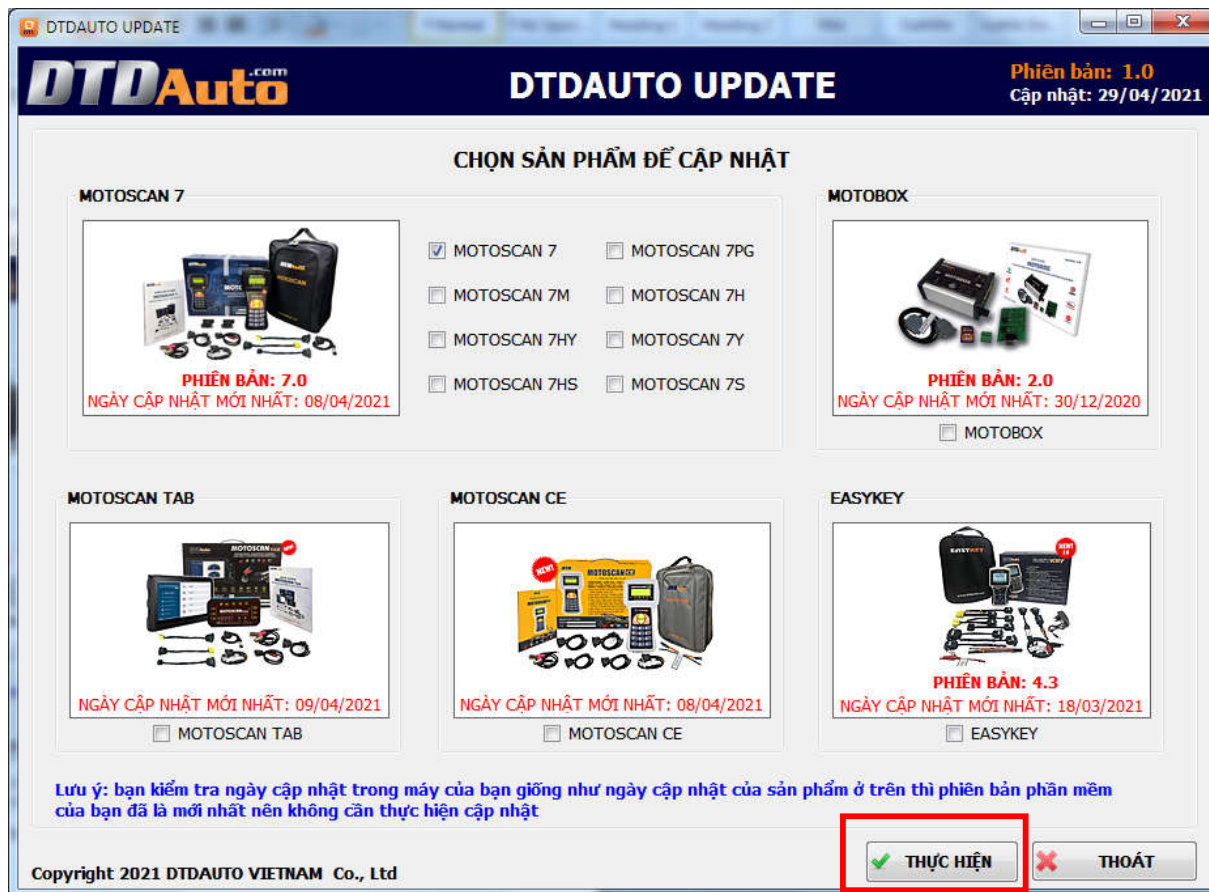 DTDAUTO UPDATE
DTDAuto.com
DTDAUTO UPDATE
Phiên bản: 1.0
Cập nhật: 29/04/2021
CHỌN SẢN PHẨM ĐỂ CẬP NHẬT
MOTOSCAN 7
PHIÊN BẢN: 7.0
NGÀY CẬP NHẬT MỚI NHẤT: 08/04/2021
MOTOSCAN 7 MOTOSCAN 7PG
MOTOSCAN 7M MOTOSCAN 7H
MOTOSCAN 7HY MOTOSCAN 7Y
MOTOSCAN 7HS MOTOSCAN 7S
MOTOBOX
PHIÊN BẢN: 2.0
NGÀY CẬP NHẬT MỚI NHẤT: 30/12/2020
MOTOBOX
MOTOSCAN TAB
NGÀY CẬP NHẬT MỚI NHẤT: 09/04/2021
MOTOSCAN TAB
MOTOSCAN CE
NEW!
MOTOSCAN
NGÀY CẬP NHẬT MỚI NHẤT: 08/04/2021
MOTOSCAN CE
EASYKEY
PHIÊN BẢN: 4.3
NGÀY CẬP NHẬT MỚI NHẤT: 18/03/2021
EASYKEY
Lưu ý: bạn kiểm tra ngày cập nhật trong máy của bạn giống như ngày cập nhật của sản phẩm ở trên thì phiên bản phần mềm
của bạn đã là mới nhất nên không cần thực hiện cập nhật
Copyright 2021 DTDAUTO VIETNAM Co., Ltd
THỰC HIỆN
THOÁT